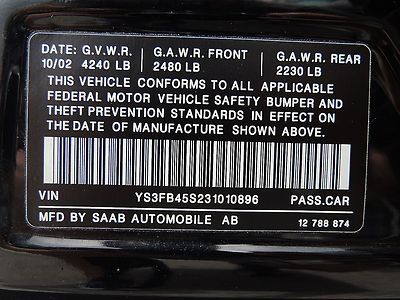 DATE: G.V.W.R. G.A.W.R. FRONT G.A.W.R. REAR
10/02 4240 LB 2480 LB 2230 LB
THIS VEHICLE CONFORMS TO ALL APPLICABLE
FEDERAL MOTOR VEHICLE SAFETY BUMPER AND
THEFT PREVENTION STANDARDS IN EFFECT ON
THE DATE OF MANUFACTURE SHOWN ABOVE.
VIN YS3FB45S231010896 PASS.CAR
MFD BY SAAB AUTOMOBILE AB 12 788 874